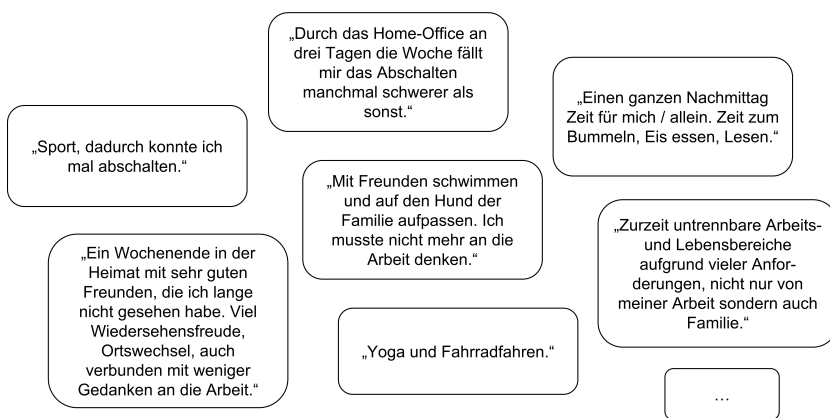 „Durch das Home-Office an
drei Tagen die Woche fällt
mir das Abschalten
manchmal schwerer als
sonst.“
„Einen ganzen Nachmittag
Zeit für mich / allein. Zeit zum
Bummeln, Eis essen, Lesen.“
„Sport, dadurch konnte ich
mal abschalten.“
„Mit Freunden schwimmen
und auf den Hund der
Familie aufpassen. Ich
musste nicht mehr an die
Arbeit denken.“
„Zurzeit untrennbare Arbeits-
und Lebensbereiche
aufgrund vieler Anfor-
derungen, nicht nur von
meiner Arbeit sondern auch
Familie.“
„Ein Wochenende in der
Heimat mit sehr guten
Freunden, die ich lange
nicht gesehen habe. Viel
Wiedersehensfreude,
Ortswechsel, auch
verbunden mit weniger
Gedanken an die Arbeit.“
„Yoga und Fahrradfahren.“
…